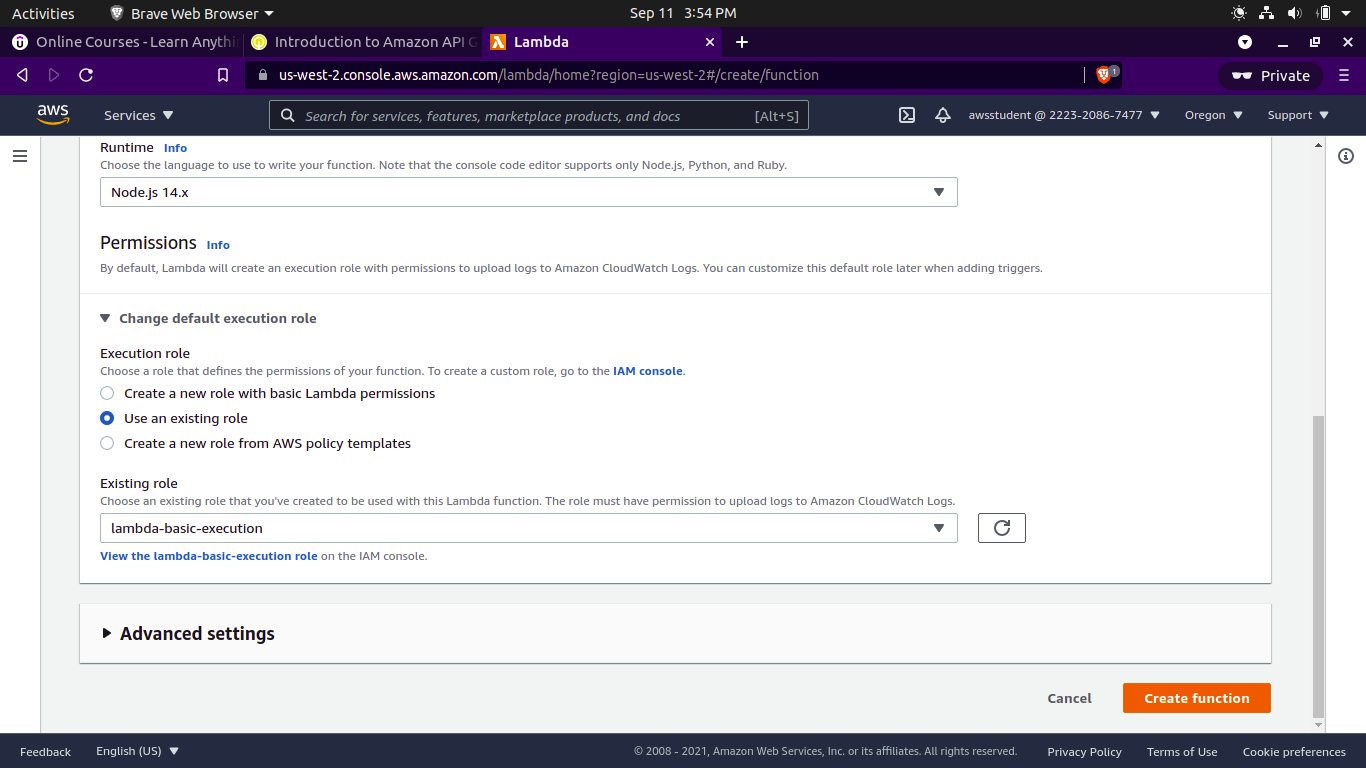 Activities Brave Web Browser Sep 11 3:54 PM
Online Courses - Learn Anythi Introduction to Amazon API G Lambda
us-west-2.console.aws.amazon.com/lambda/home?region=us-west-2#/create/function 1 Private
aws Services Search for services, features, marketplace products, and docs [Alt+S] awsstudent @ 2223-2086-7477 Oregon Support
Runtime Info
Choose the language to use to write your function. Note that the console code editor supports only Node.js, Python, and Ruby.
Node.js 14.x
Permissions Info
By default, Lambda will create an execution role with permissions to upload logs to Amazon CloudWatch Logs. You can customize this default role later when adding triggers.
Change default execution role
Execution role
Choose a role that defines the permissions of your function. To create a custom role, go to the IAM console.
Create a new role with basic Lambda permissions
Use an existing role
Create a new role from AWS policy templates
Existing role
Choose an existing role that you've created to be used with this Lambda function. The role must have permission to upload logs to Amazon CloudWatch Logs.
lambda-basic-execution
View the lambda-basic-execution role on the IAM console.
Advanced settings
Cancel Create function
Feedback English (US) © 2008 - 2021, Amazon Web Services, Inc. or its affiliates. All rights reserved. Privacy Policy Terms of Use Cookie preferences